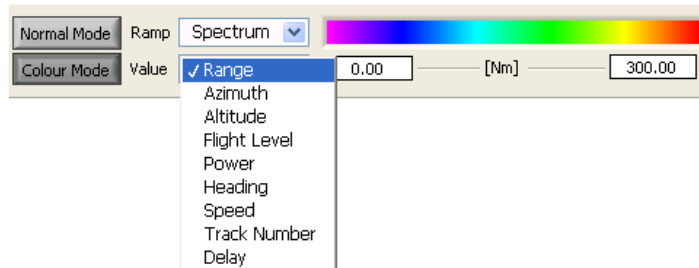 Normal Mode Ramp Spectrum
Colour Mode Value ✓ Range 0.00 [Nm] 300.00
Azimuth
Altitude
Flight Level
Power
Heading
Speed
Track Number
Delay